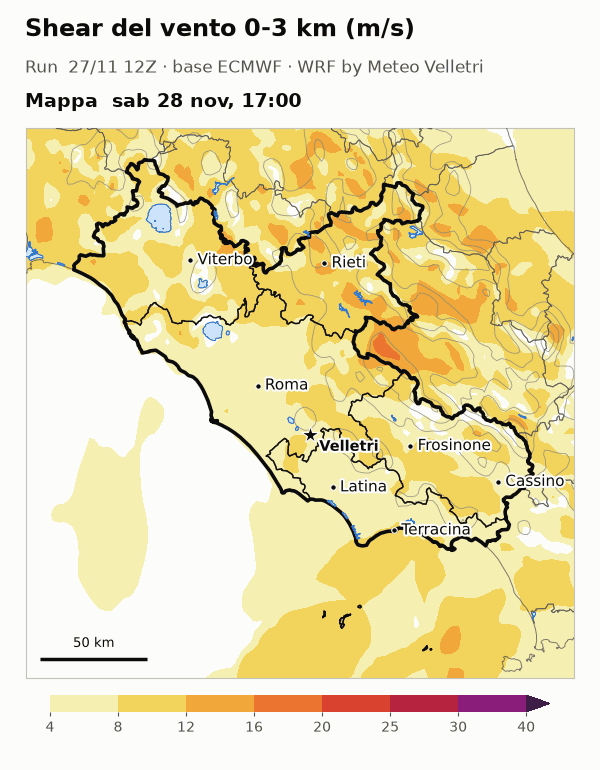 Shear del vento 0-3 km (m/s)
Run  27/11 12Z · base ECMWF · WRF by Meteo Velletri
Mappa  sab 28 nov, 17:00
Viterbo
Rieti
Roma
Velletri
Frosinone
Latina
Cassino
Terracina
50 km
4 8 12 16 20 25 30 40